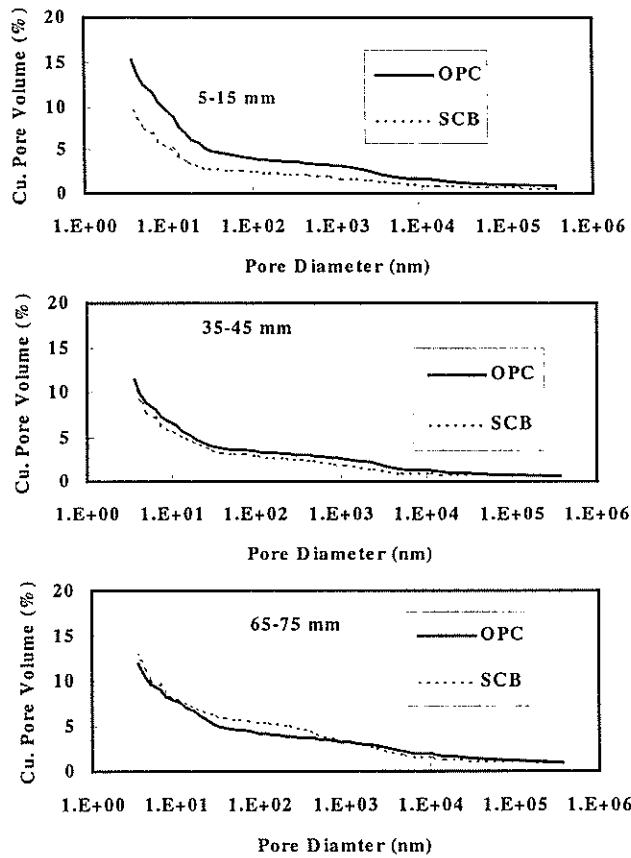 Cu. Pore Volume (%)
20
15
10
5
0
5-15 mm
OPC
SCB
1.E+00 1.E+01 1.E+02 1.E+03 1.E+04 1.E+05 1.E+06
Pore Diameter (nm)
Cu. Pore Volume (%)
20
15
10
5
0
35-45 mm
OPC
SCB
1.E+00 1.E+01 1.E+02 1.E+03 1.E+04 1.E+05 1.E+06
Pore Diameter (nm)
Cu. Pore Volume (%)
20
15
10
5
0
65-75 mm
OPC
SCB
1.E+00 1.E+01 1.E+02 1.E+03 1.E+04 1.E+05 1.E+06
Pore Diamter (nm)